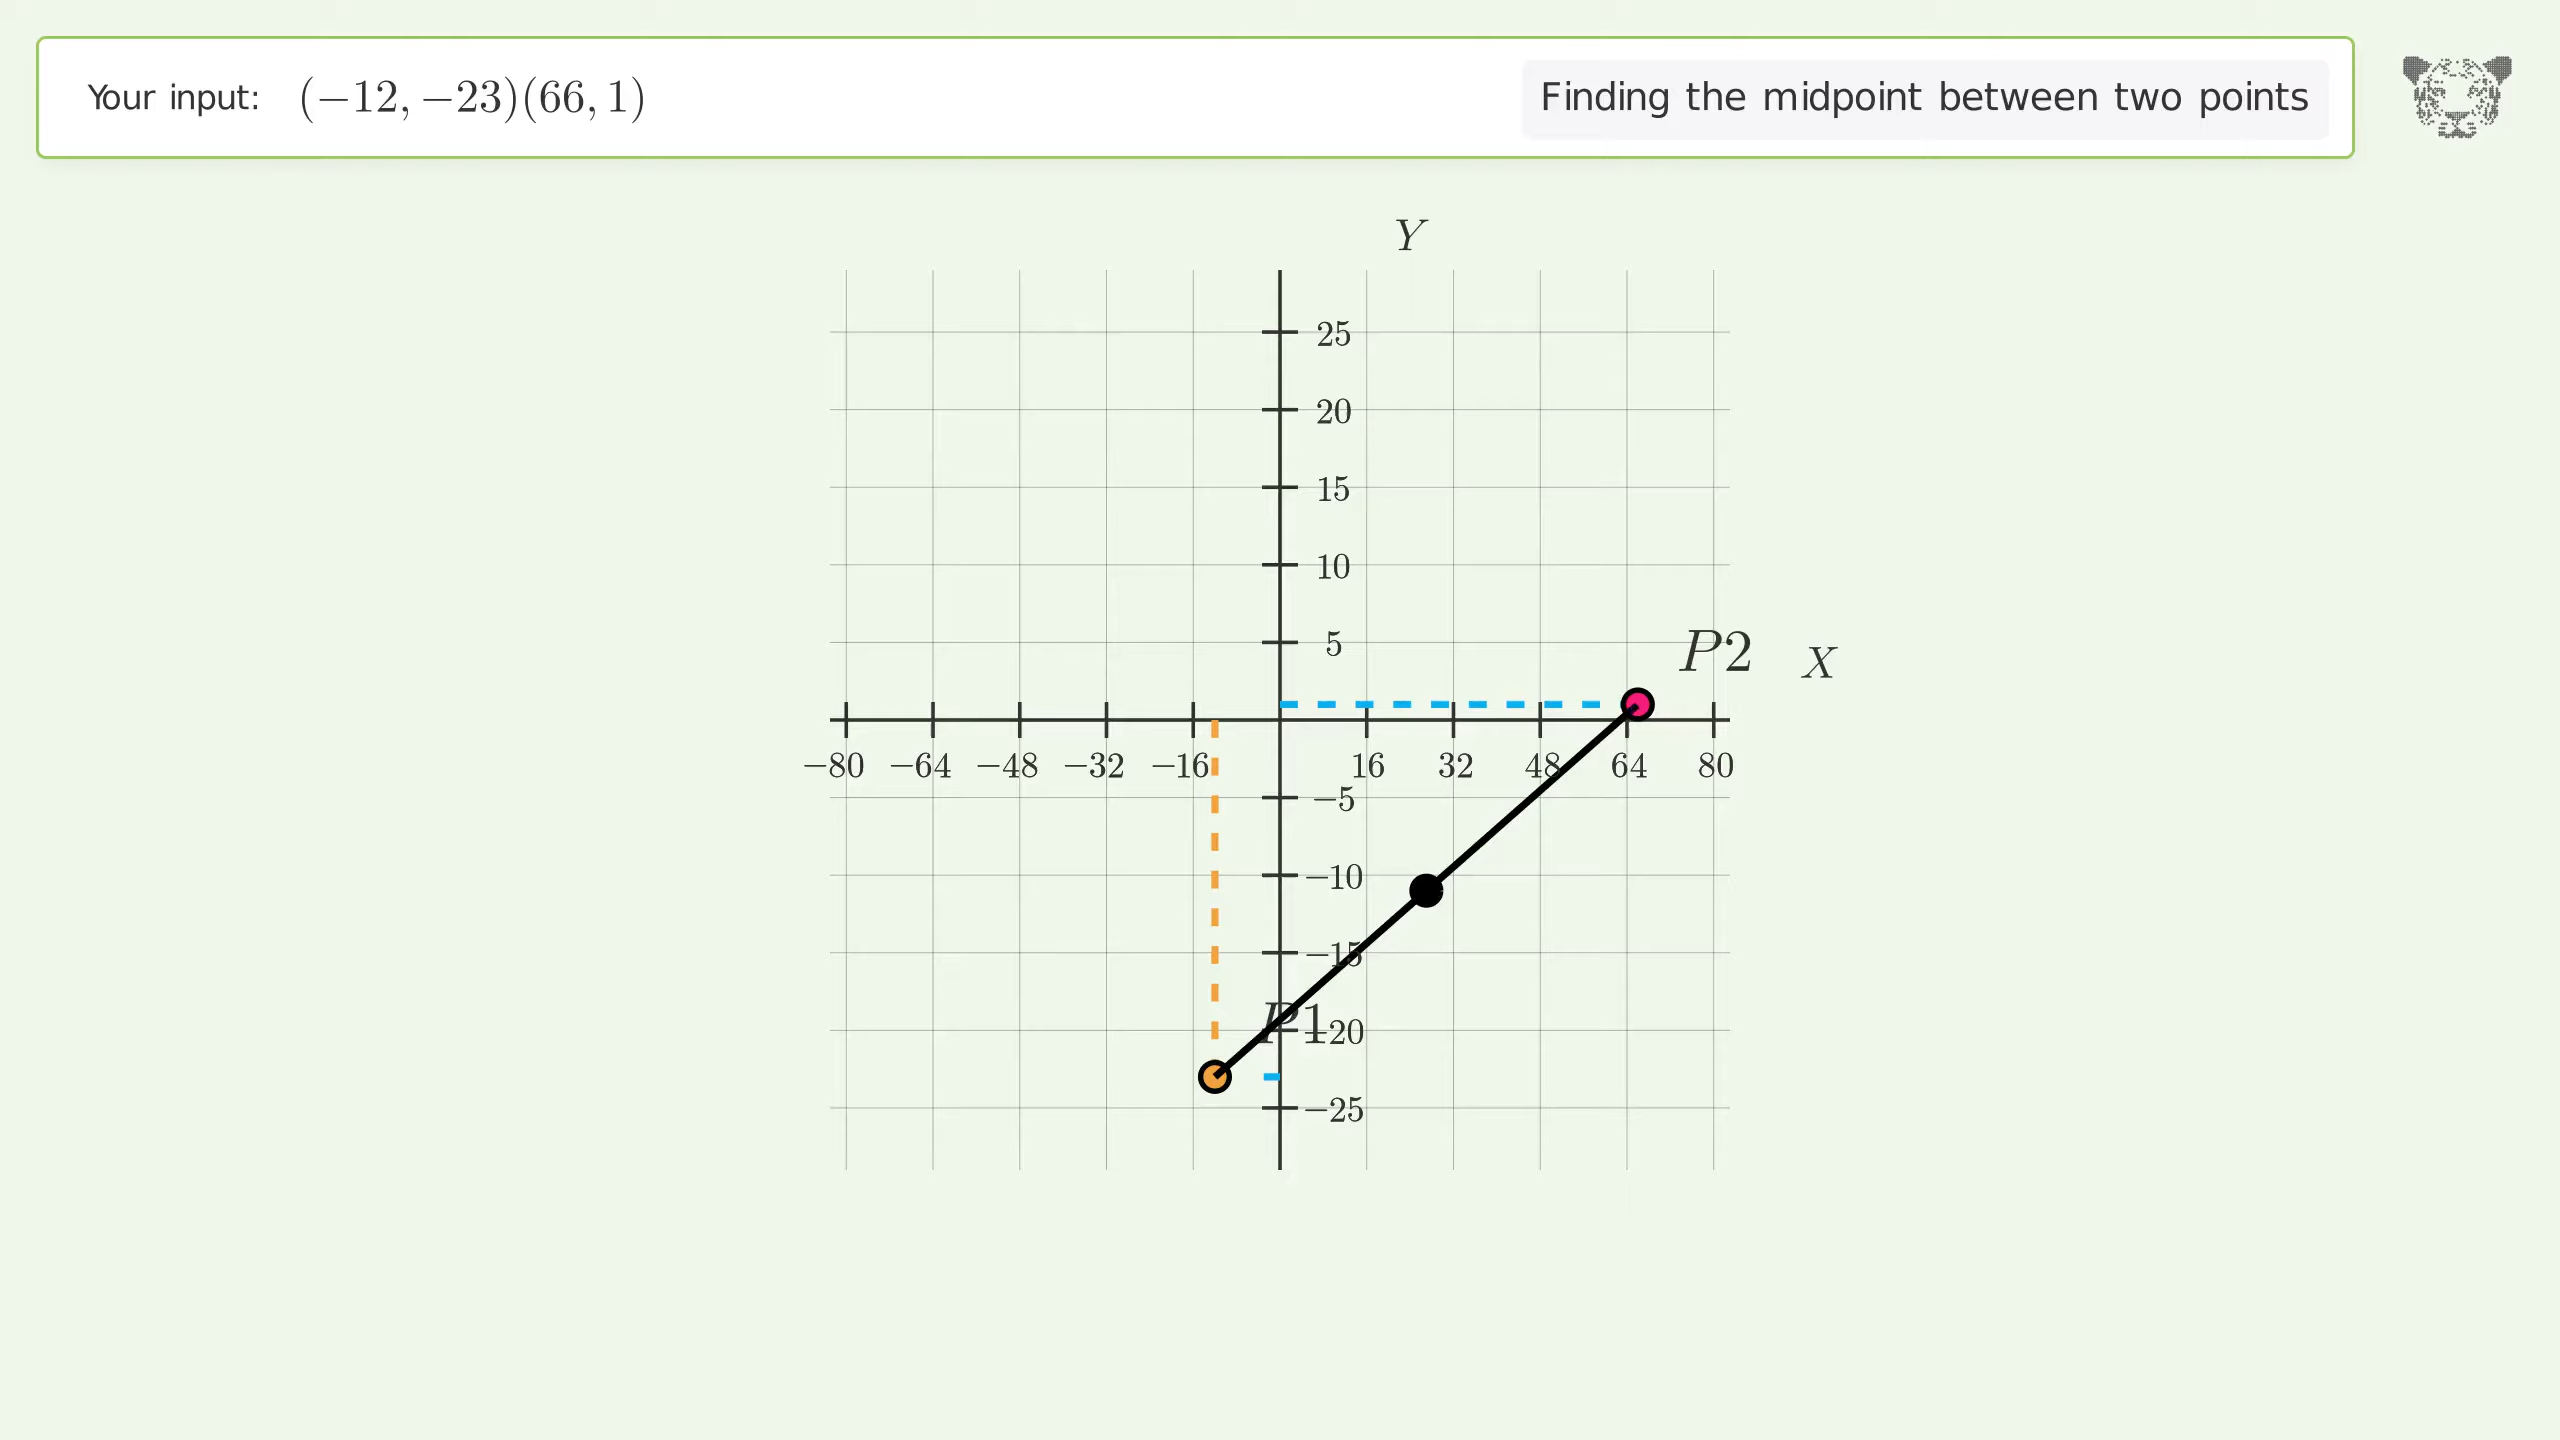 Your input: (−12, −23)(66, 1)
Finding the midpoint between two points
Y
25
20
15
10
5
P2
X
−80 −64 −48 −32 −16 16 32 48 64 80
−5
−10
−15
P1
−20
−25